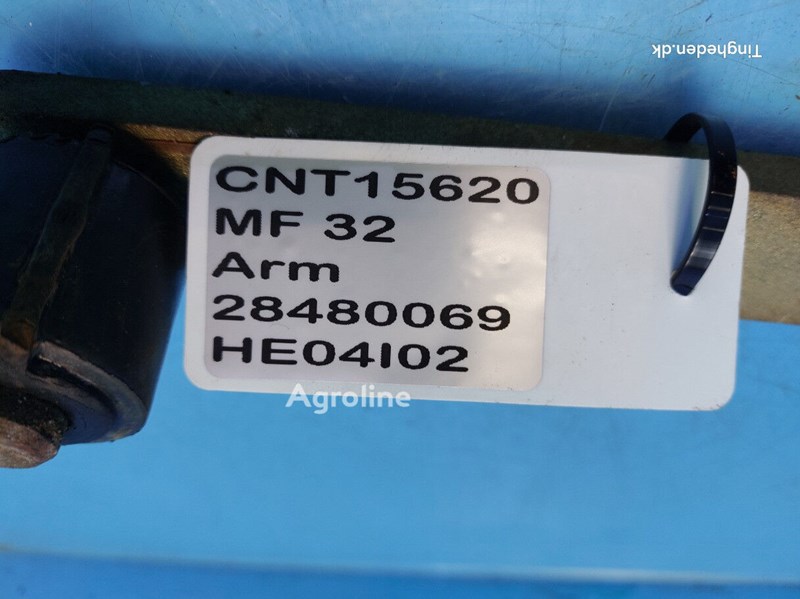 Tingheden.dk
CNT15620
MF 32
Arm
28480069
HE04I02
Agroline